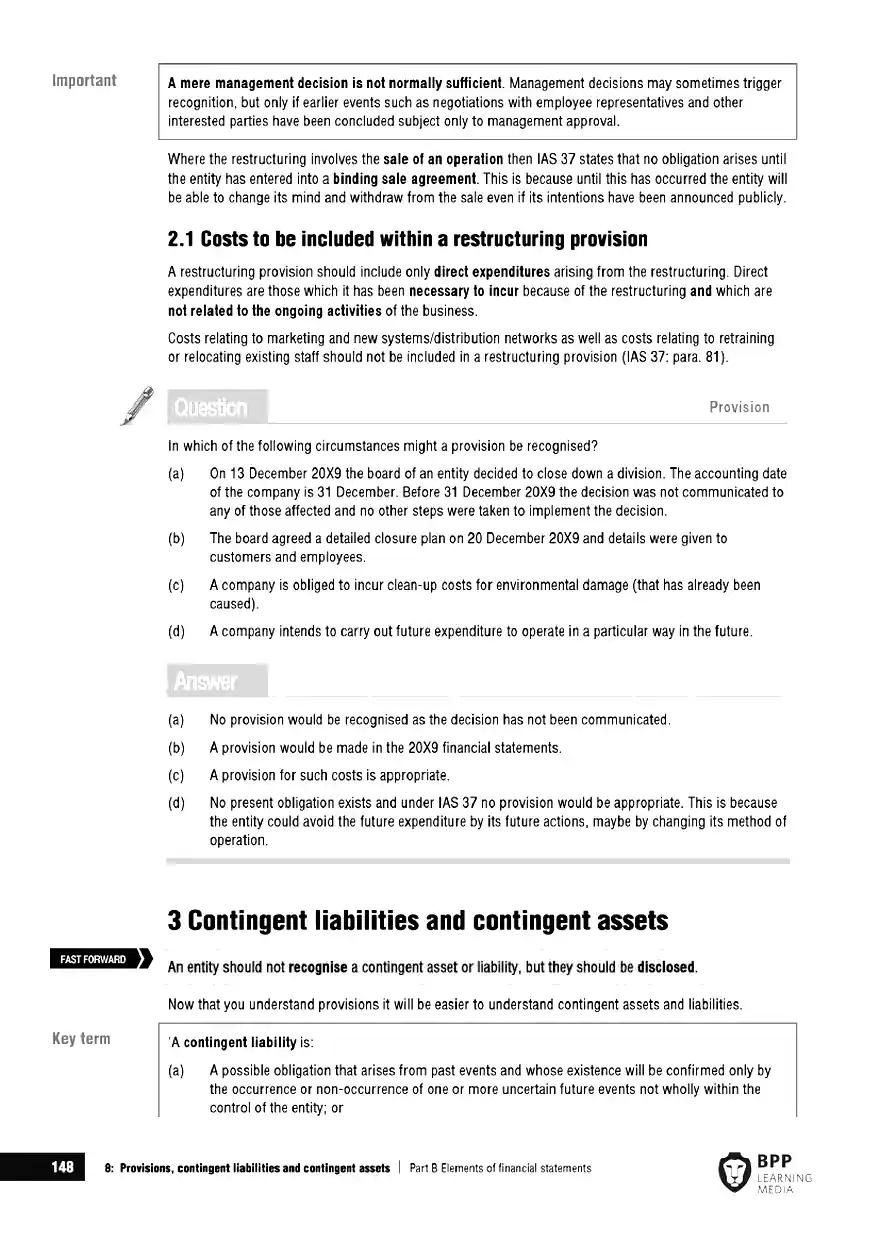 Important
A mere management decision is not normally sufficient. Management decisions may sometimes trigger
recognition, but only if earlier events such as negotiations with employee representatives and other
interested parties have been concluded subject only to management approval.
Where the restructuring involves the sale of an operation then IAS 37 states that no obligation arises until
the entity has entered into a binding sale agreement. This is because until this has occurred the entity will
be able to change its mind and withdraw from the sale even if its intentions have been announced publicly.
2.1 Costs to be included within a restructuring provision
A restructuring provision should include only direct expenditures arising from the restructuring. Direct
expenditures are those which it has been necessary to incur because of the restructuring and which are
not related to the ongoing activities of the business.
Costs relating to marketing and new systems/distribution networks as well as costs relating to retraining
or relocating existing staff should not be included in a restructuring provision (IAS 37: para. 81).
Question Provision
In which of the following circumstances might a provision be recognised?
(a) On 13 December 20X9 the board of an entity decided to close down a division. The accounting date
of the company is 31 December. Before 31 December 20X9 the decision was not communicated to
any of those affected and no other steps were taken to implement the decision.
(b) The board agreed a detailed closure plan on 20 December 20X9 and details were given to
customers and employees.
(c) A company is obliged to incur clean-up costs for environmental damage (that has already been
caused).
(d) A company intends to carry out future expenditure to operate in a particular way in the future.
Answer
(a) No provision would be recognised as the decision has not been communicated.
(b) A provision would be made in the 20X9 financial statements.
(c) A provision for such costs is appropriate.
(d) No present obligation exists and under IAS 37 no provision would be appropriate. This is because
the entity could avoid the future expenditure by its future actions, maybe by changing its method of
operation.
3 Contingent liabilities and contingent assets
FAST FORWARD
An entity should not recognise a contingent asset or liability, but they should be disclosed.
Now that you understand provisions it will be easier to understand contingent assets and liabilities.
Key term
'A contingent liability is:
(a) A possible obligation that arises from past events and whose existence will be confirmed only by
the occurrence or non-occurrence of one or more uncertain future events not wholly within the
control of the entity; or
148 8: Provisions, contingent liabilities and contingent assets | Part B Elements of financial statements
BPP
LEARNING
MEDIA